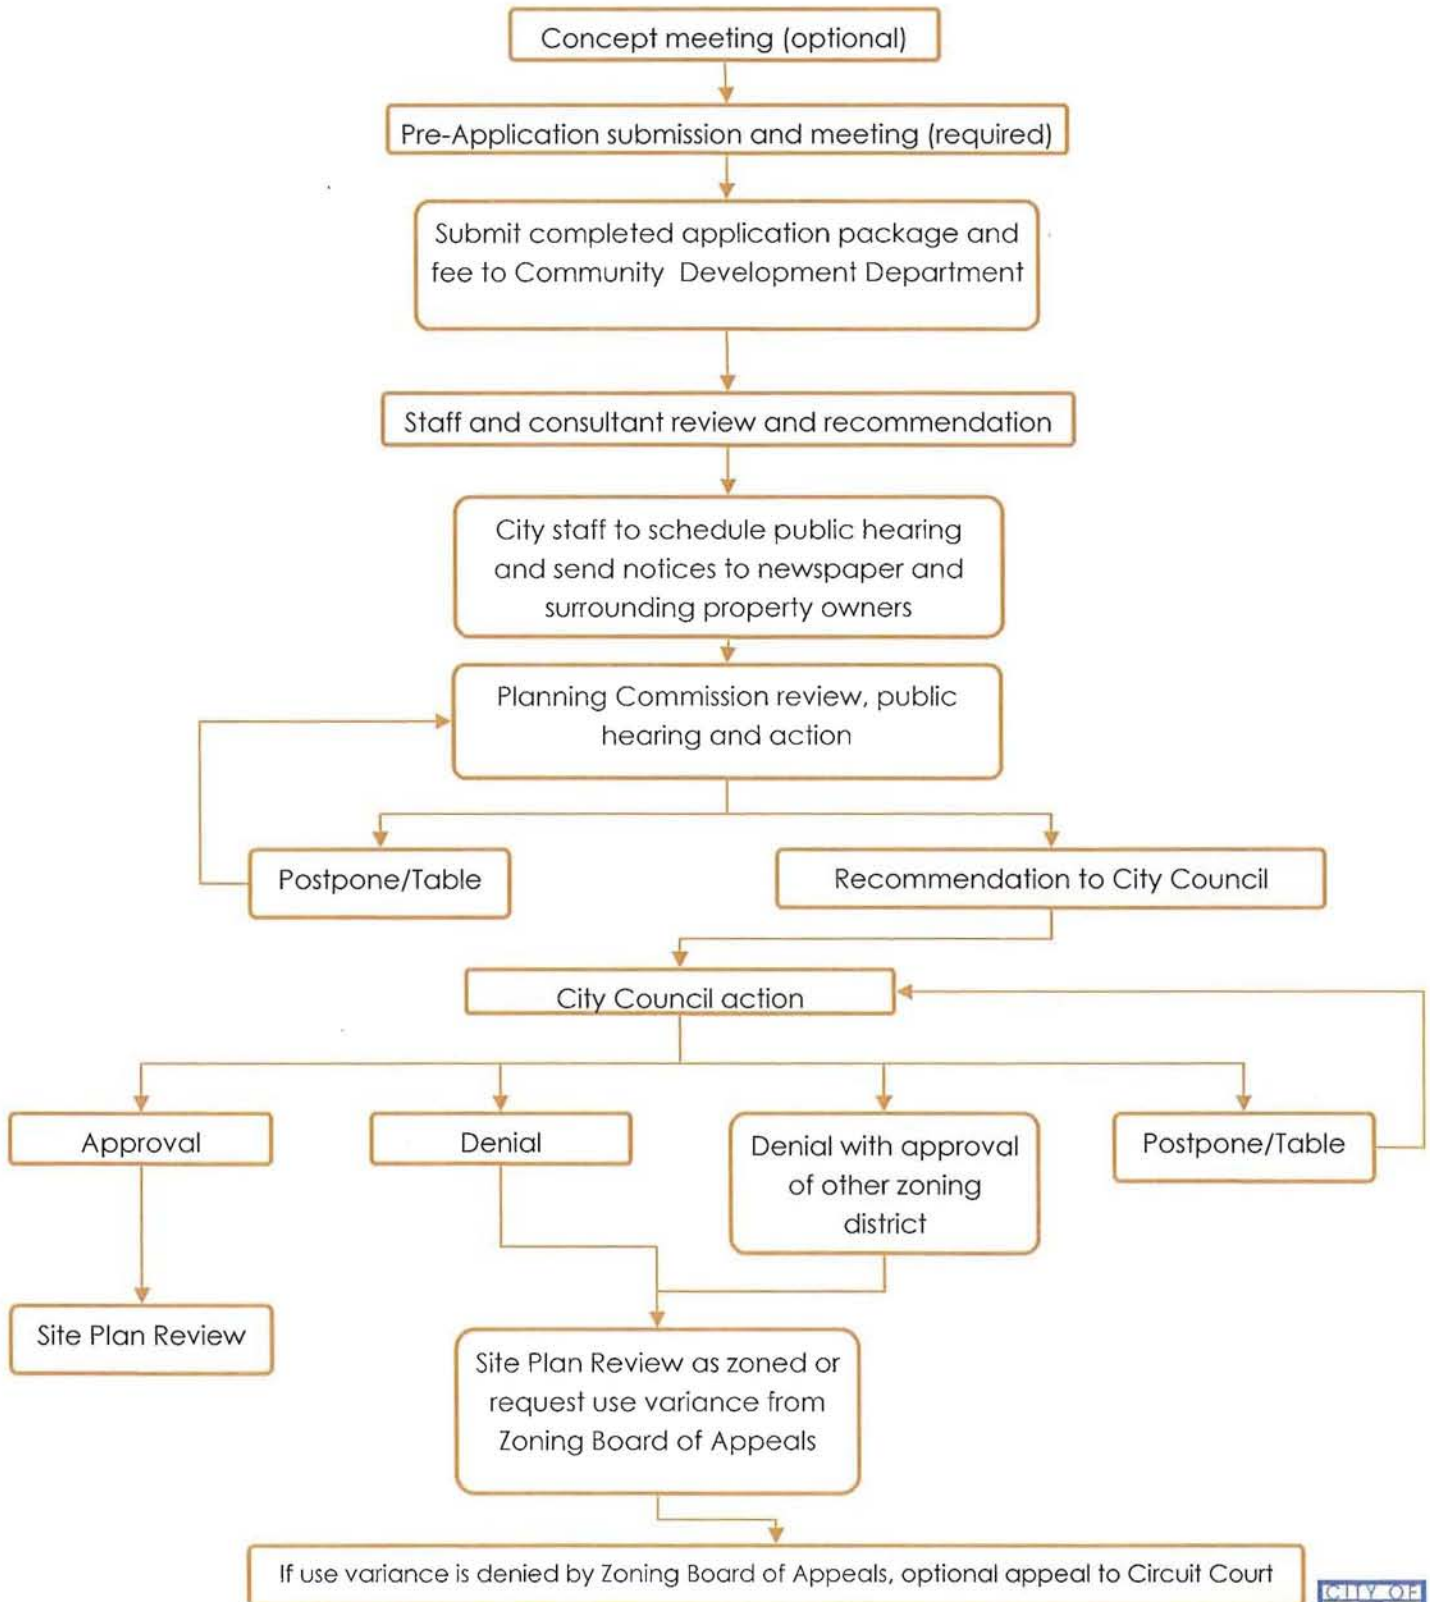 Concept meeting (optional)
Pre-Application submission and meeting (required)
Submit completed application package and
fee to Community Development Department
Staff and consultant review and recommendation
City staff to schedule public hearing
and send notices to newspaper and
surrounding property owners
Planning Commission review, public
hearing and action
Postpone/Table
Recommendation to City Council
City Council action
Approval
Denial
Denial with approval
of other zoning
district
Postpone/Table
Site Plan Review
Site Plan Review as zoned or
request use variance from
Zoning Board of Appeals
If use variance is denied by Zoning Board of Appeals, optional appeal to Circuit Court
CITY OF